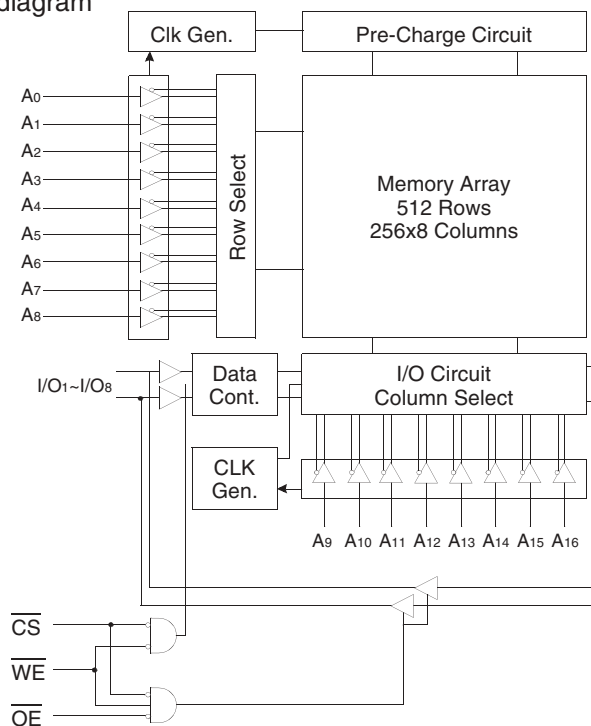 diagram
Clk Gen.
Pre-Charge Circuit
A0
A1
A2
A3
A4
A5
A6
A7
A8
Row Select
Memory Array
512 Rows
256x8 Columns
I/O1~I/O8
Data
Cont.
I/O Circuit
Column Select
CLK
Gen.
A9 A10 A11 A12 A13 A14 A15 A16
CS
WE
OE